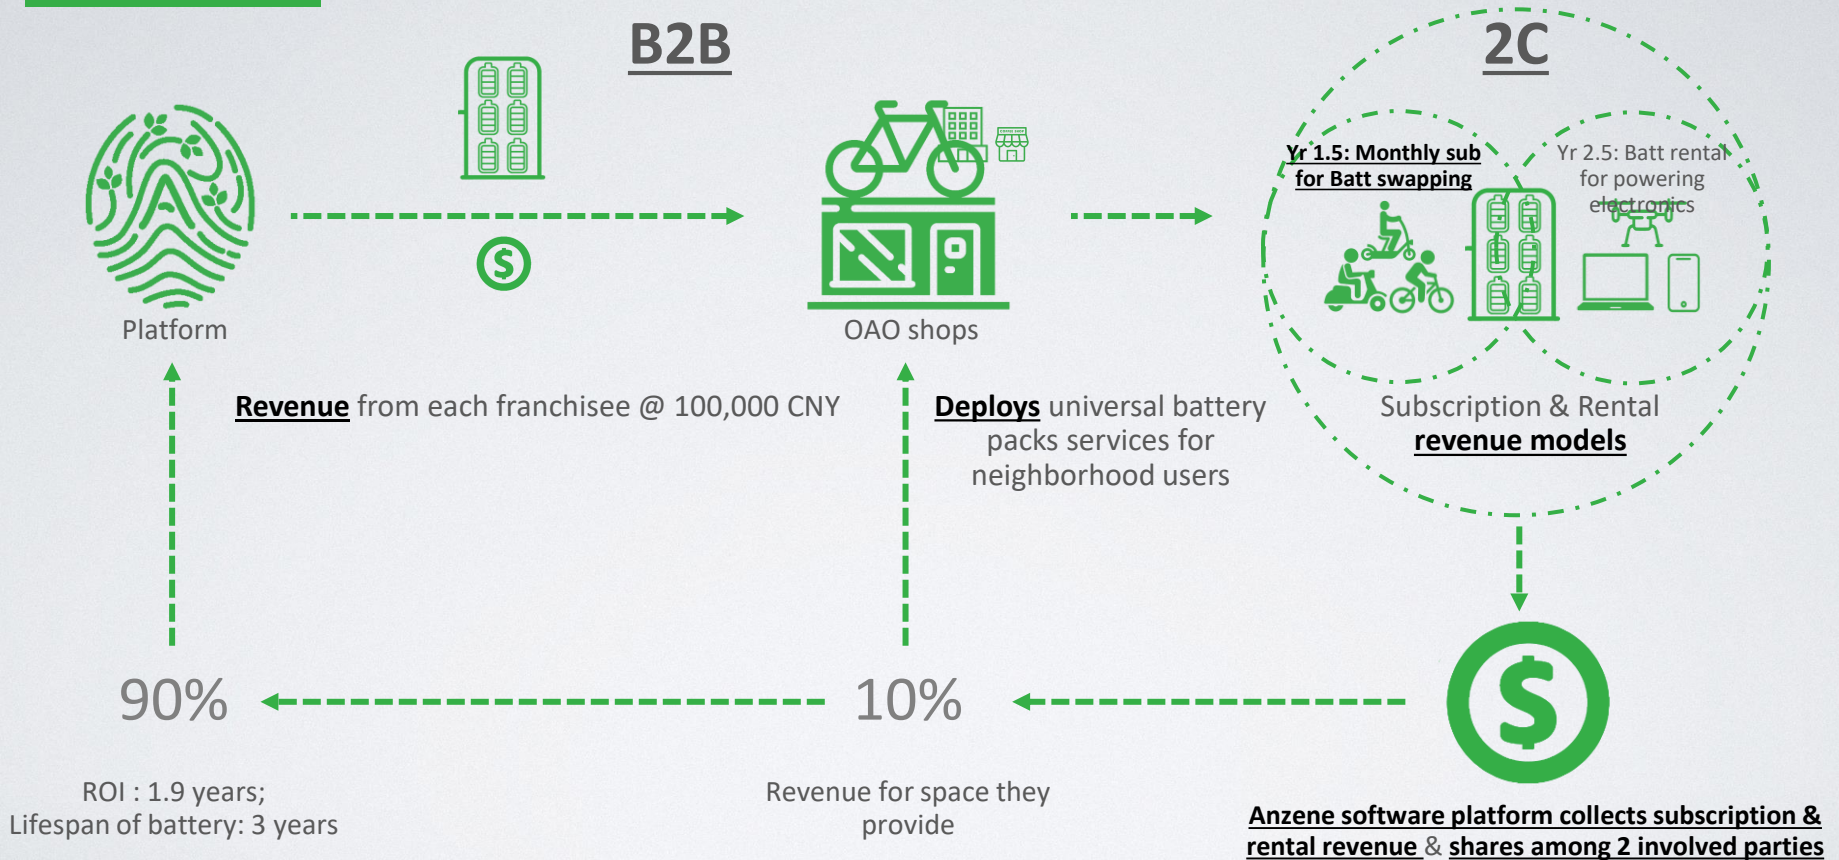 B2B
2C
Yr 1.5: Monthly sub
for Batt swapping
Yr 2.5: Batt rental
for powering
electronics
Platform
OAO shops
Revenue from each franchisee @ 100,000 CNY
Deploys universal battery
packs services for
neighborhood users
Subscription & Rental
revenue models
90%
10%
ROI : 1.9 years;
Lifespan of battery: 3 years
Revenue for space they
provide
Anzene software platform collects subscription &
rental revenue & shares among 2 involved parties